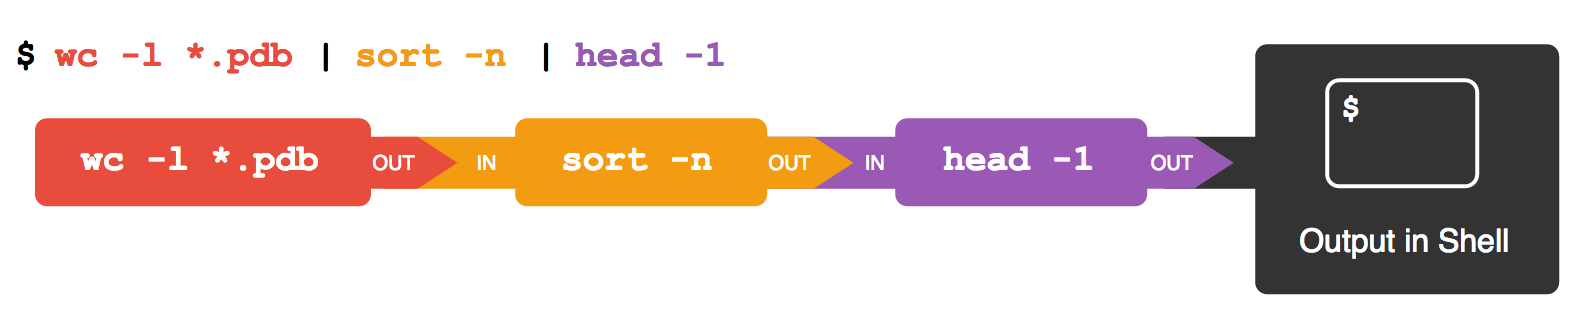 $ wc -l *.pdb | sort -n | head -1
wc -l *.pdb OUT IN sort -n OUT IN head -1 OUT
$
Output in Shell